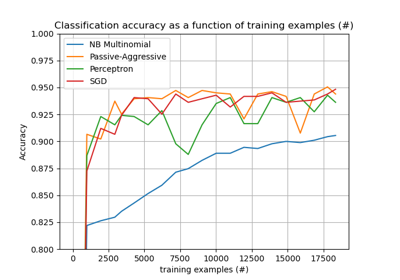 Classification accuracy as a function of training examples (#)
1.000
0.975
0.950
0.925
0.900
0.875
0.850
0.825
0.800
Accuracy
NB Multinomial
Passive-Aggressive
Perceptron
SGD
0 2500 5000 7500 10000 12500 15000 17500
training examples (#)